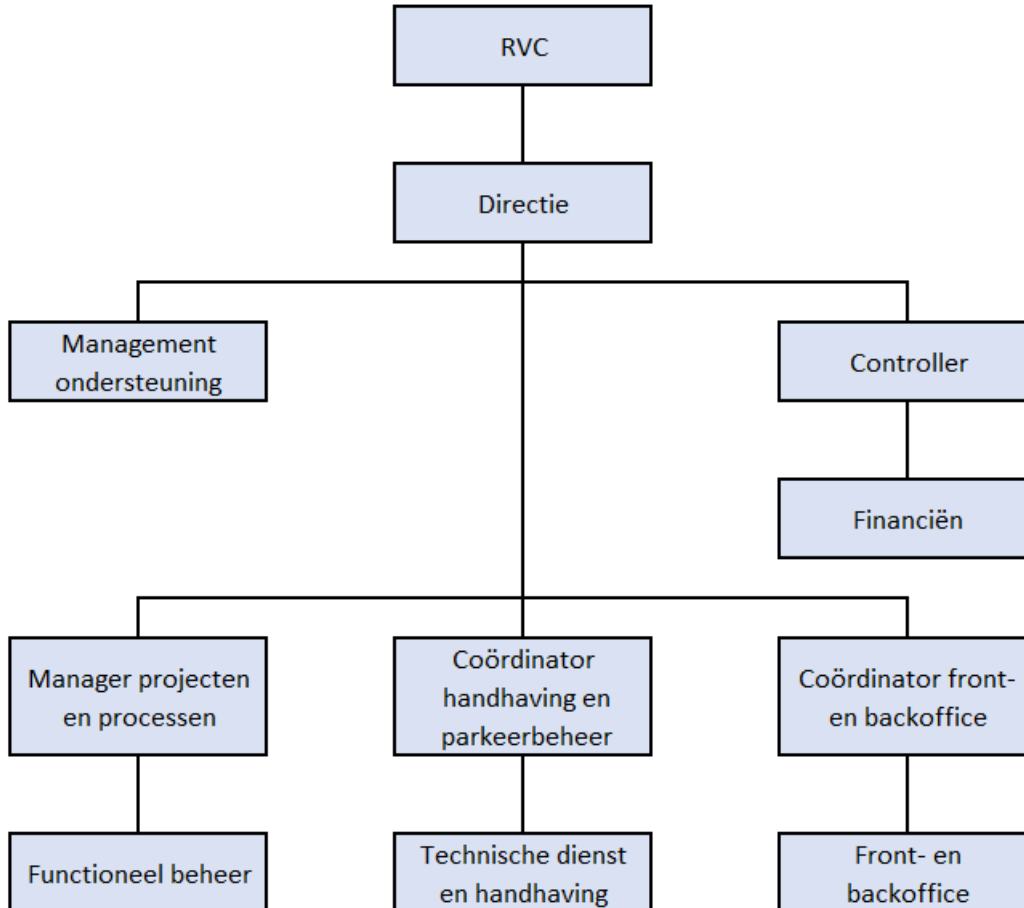 RVC
Directie
Management
ondersteuning
Controller
Financiën
Manager projecten
en processen
Coördinator
handhaving en
parkeerbeheer
Coördinator front-
en backoffice
Functioneel beheer
Technische dienst
en handhaving
Front- en
backoffice